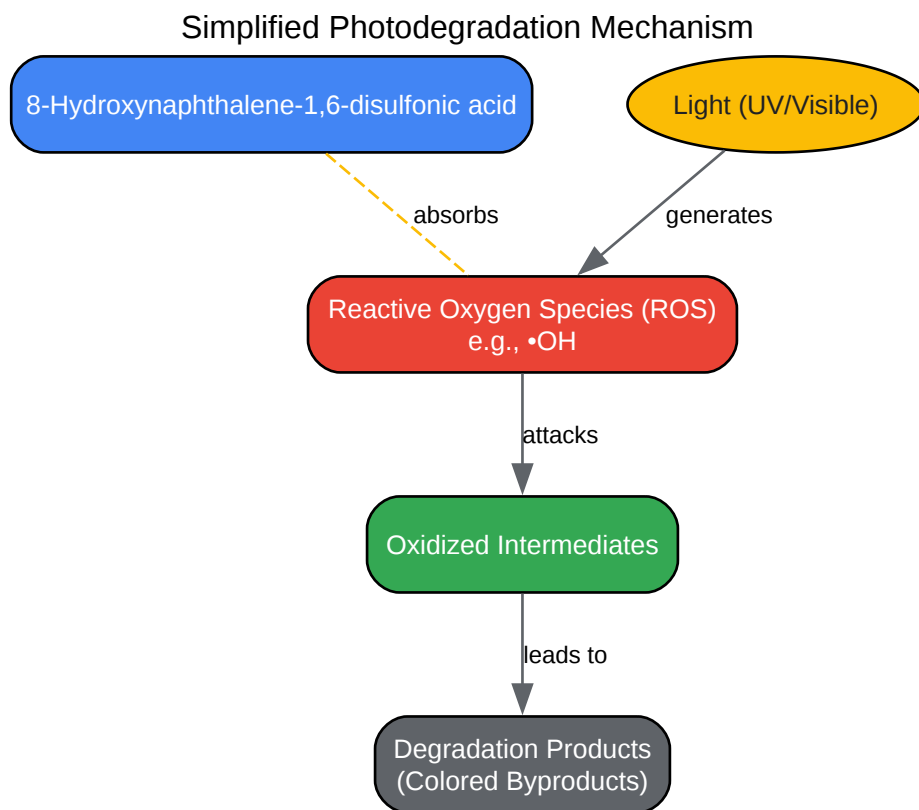 Simplified Photodegradation Mechanism
8-Hydroxynaphthalene-1,6-disulfonic acid
Light (UV/Visible)
absorbs
generates
Reactive Oxygen Species (ROS)
e.g., •OH
attacks
Oxidized Intermediates
leads to
Degradation Products
(Colored Byproducts)